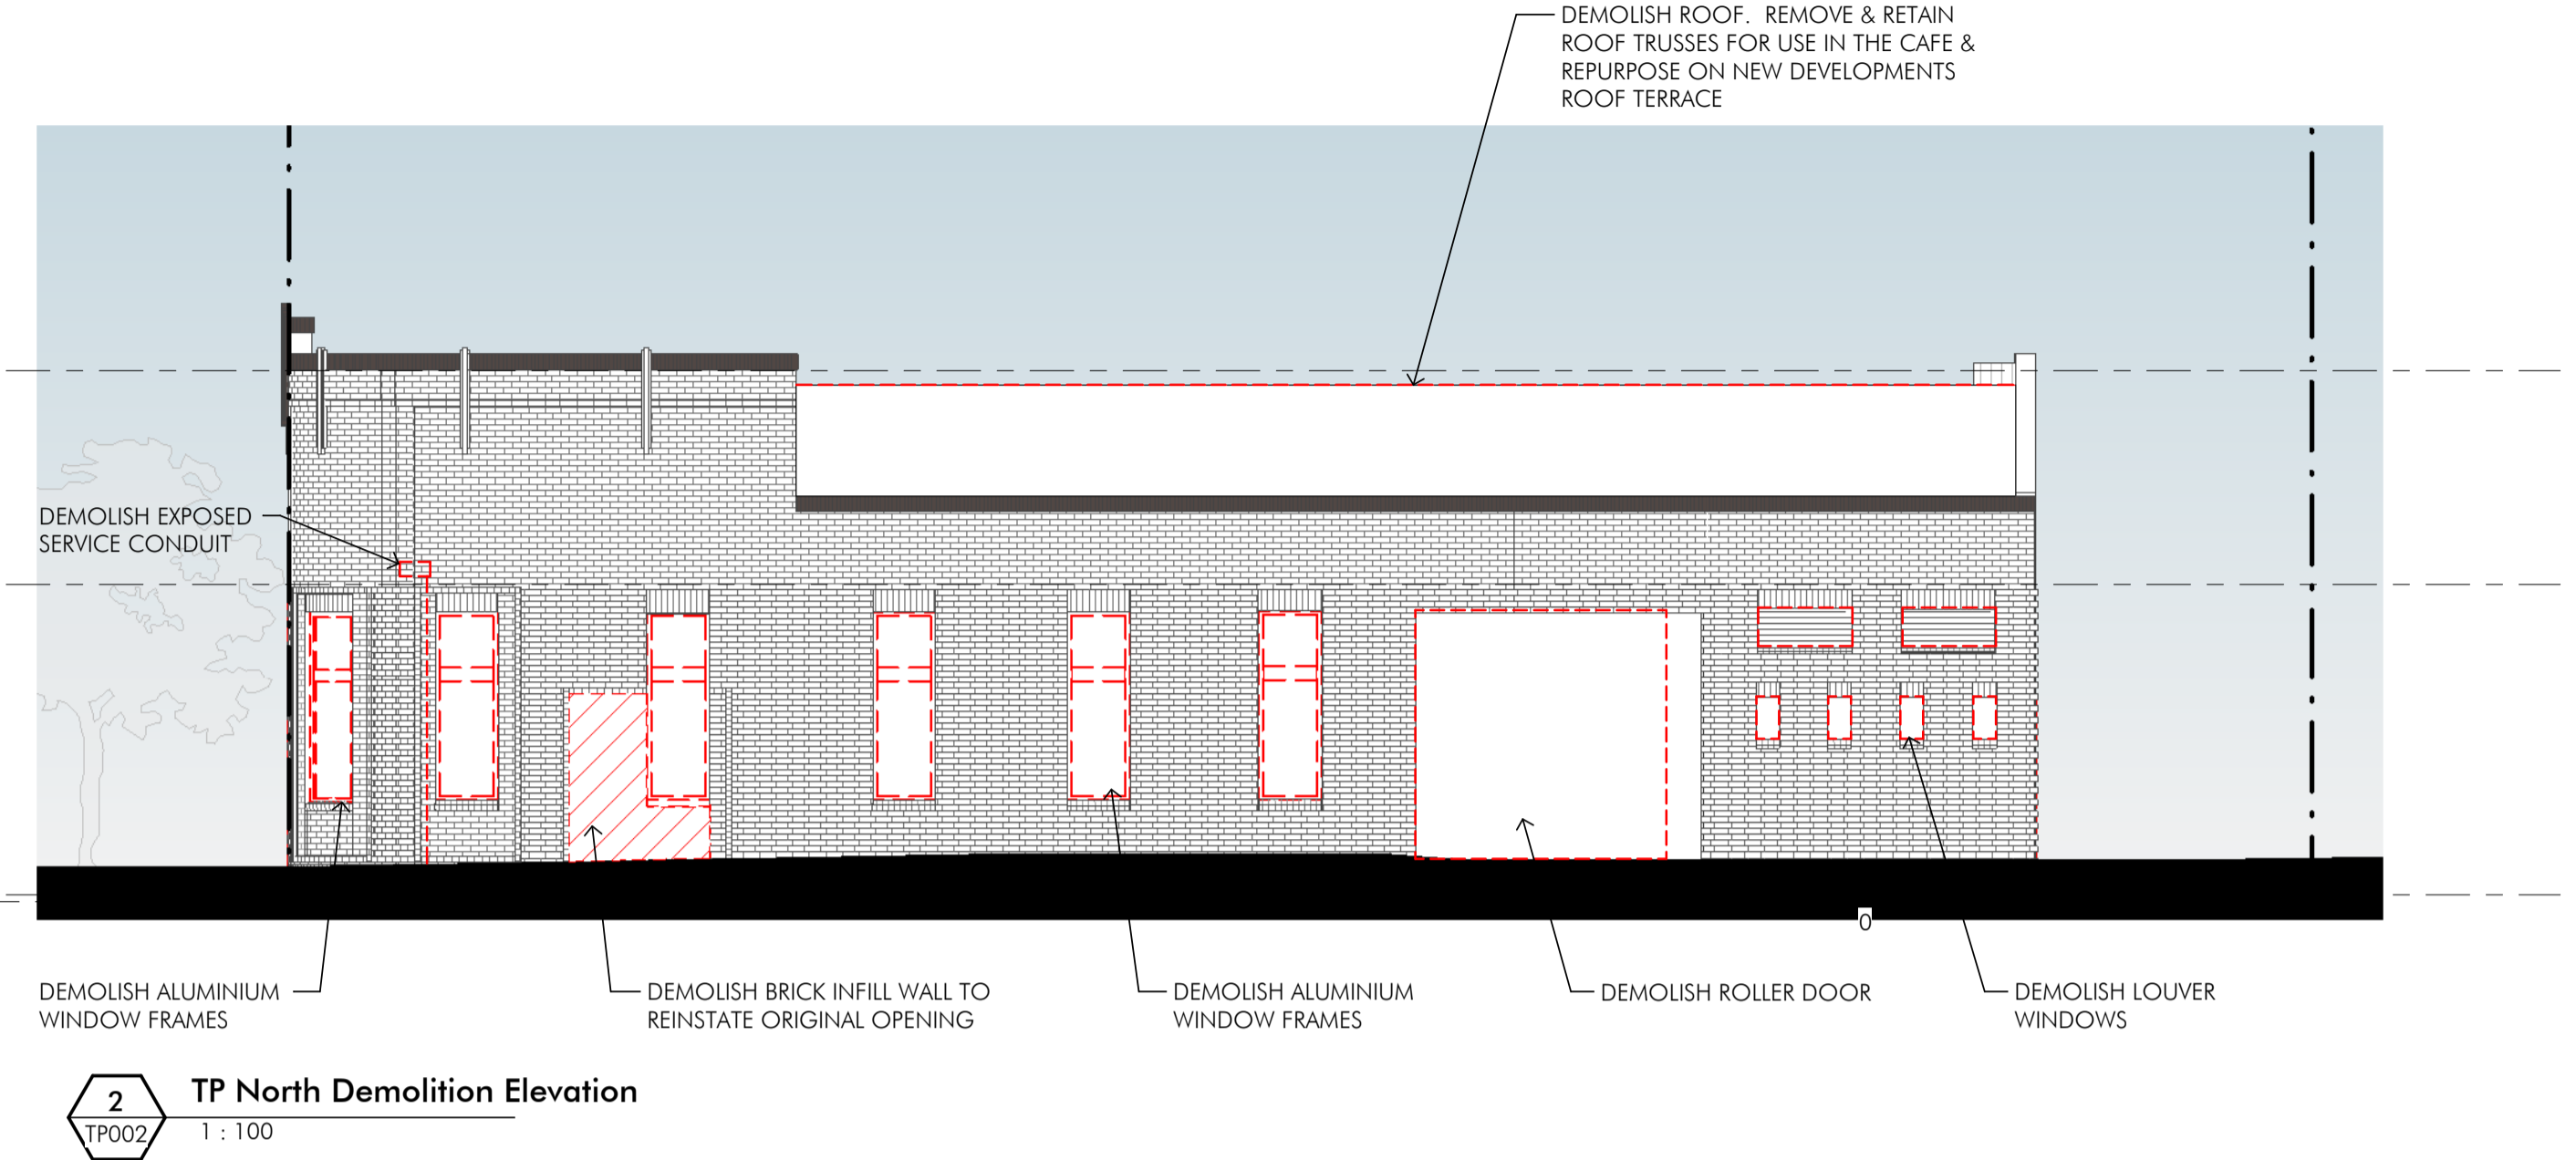 DEMOLISH ROOF.  REMOVE & RETAIN
ROOF TRUSSES FOR USE IN THE CAFE &
REPURPOSE ON NEW DEVELOPMENTS
ROOF TERRACE
DEMOLISH EXPOSED
SERVICE CONDUIT
0
DEMOLISH ALUMINIUM
WINDOW FRAMES
DEMOLISH BRICK INFILL WALL TO
REINSTATE ORIGINAL OPENING
DEMOLISH ALUMINIUM
WINDOW FRAMES
DEMOLISH ROLLER DOOR
DEMOLISH LOUVER
WINDOWS
2
TP002
TP North Demolition Elevation
1 : 100